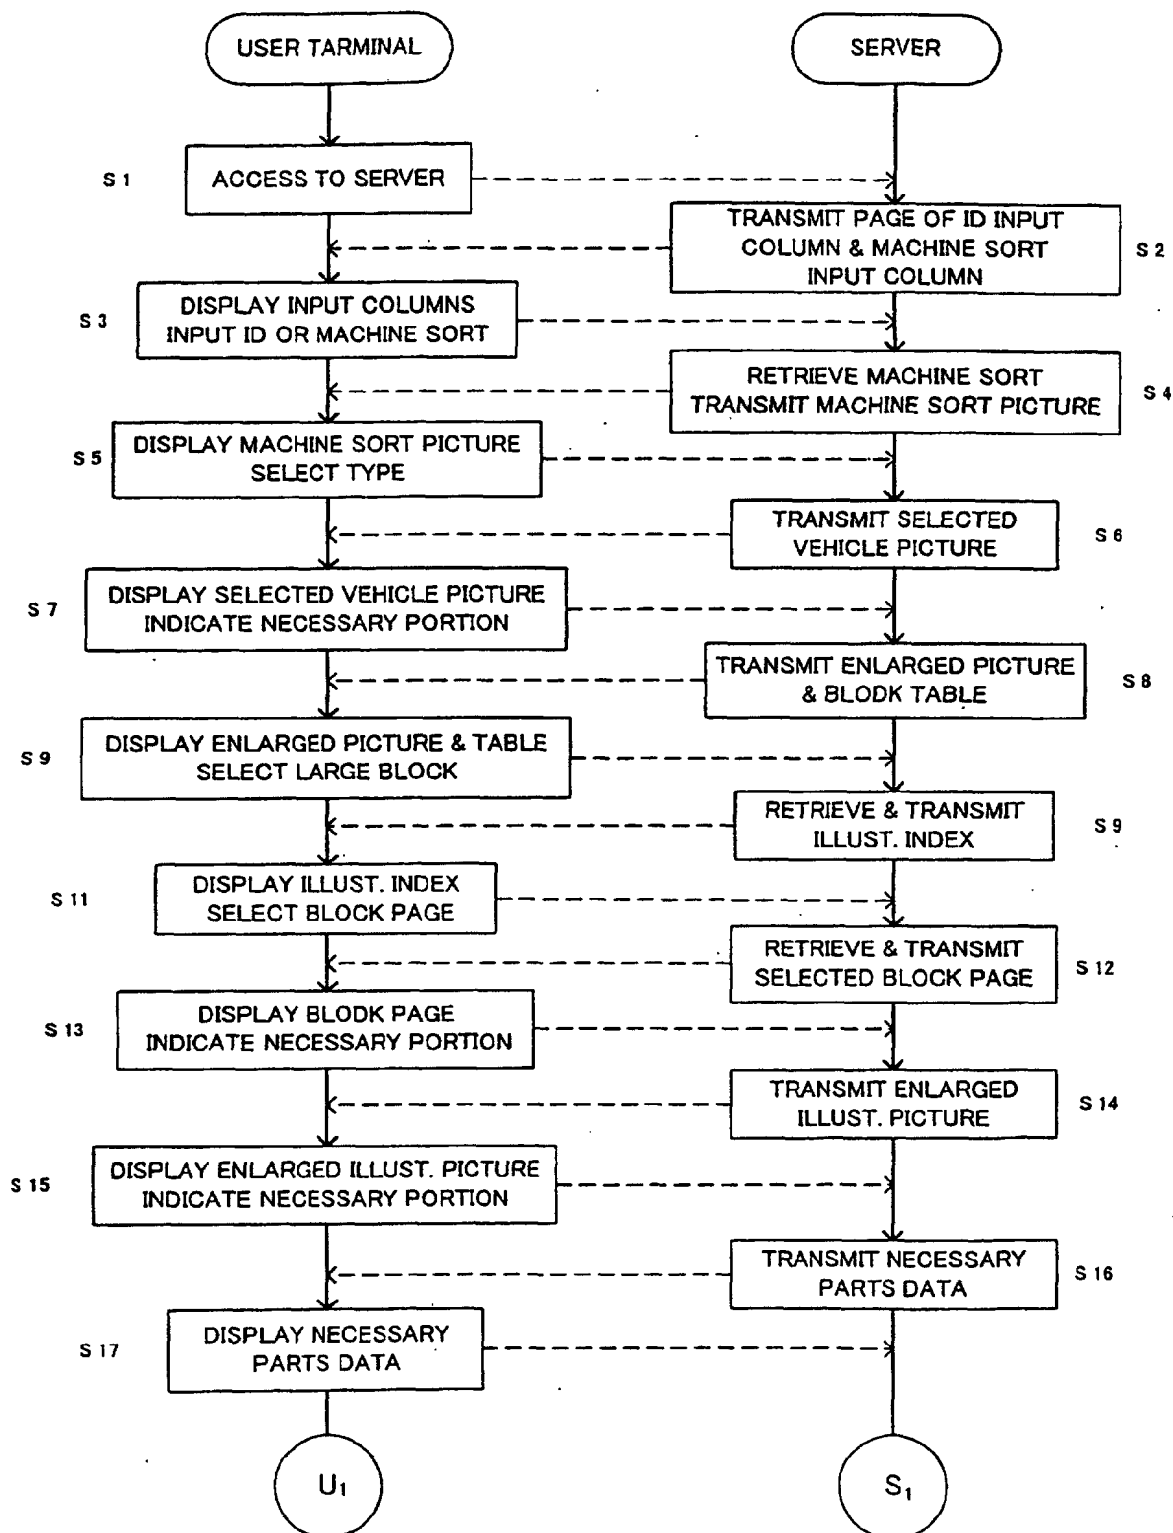 USER TARMINAL
SERVER
S 1
ACCESS TO SERVER
TRANSMIT PAGE OF ID INPUT
COLUMN & MACHINE SORT
INPUT COLUMN
S 2
S 3
DISPLAY INPUT COLUMNS
INPUT ID OR MACHINE SORT
RETRIEVE MACHINE SORT
TRANSMIT MACHINE SORT PICTURE
S 4
S 5
DISPLAY MACHINE SORT PICTURE
SELECT TYPE
TRANSMIT SELECTED
VEHICLE PICTURE
S 6
S 7
DISPLAY SELECTED VEHICLE PICTURE
INDICATE NECESSARY PORTION
TRANSMIT ENLARGED PICTURE
& BLODK TABLE
S 8
S 9
DISPLAY ENLARGED PICTURE & TABLE
SELECT LARGE BLOCK
RETRIEVE & TRANSMIT
ILLUST. INDEX
S 9
S 11
DISPLAY ILLUST. INDEX
SELECT BLOCK PAGE
RETRIEVE & TRANSMIT
SELECTED BLOCK PAGE
S 12
S 13
DISPLAY BLODK PAGE
INDICATE NECESSARY PORTION
TRANSMIT ENLARGED
ILLUST. PICTURE
S 14
S 15
DISPLAY ENLARGED ILLUST. PICTURE
INDICATE NECESSARY PORTION
TRANSMIT NECESSARY
PARTS DATA
S 16
S 17
DISPLAY NECESSARY
PARTS DATA
U1
S1